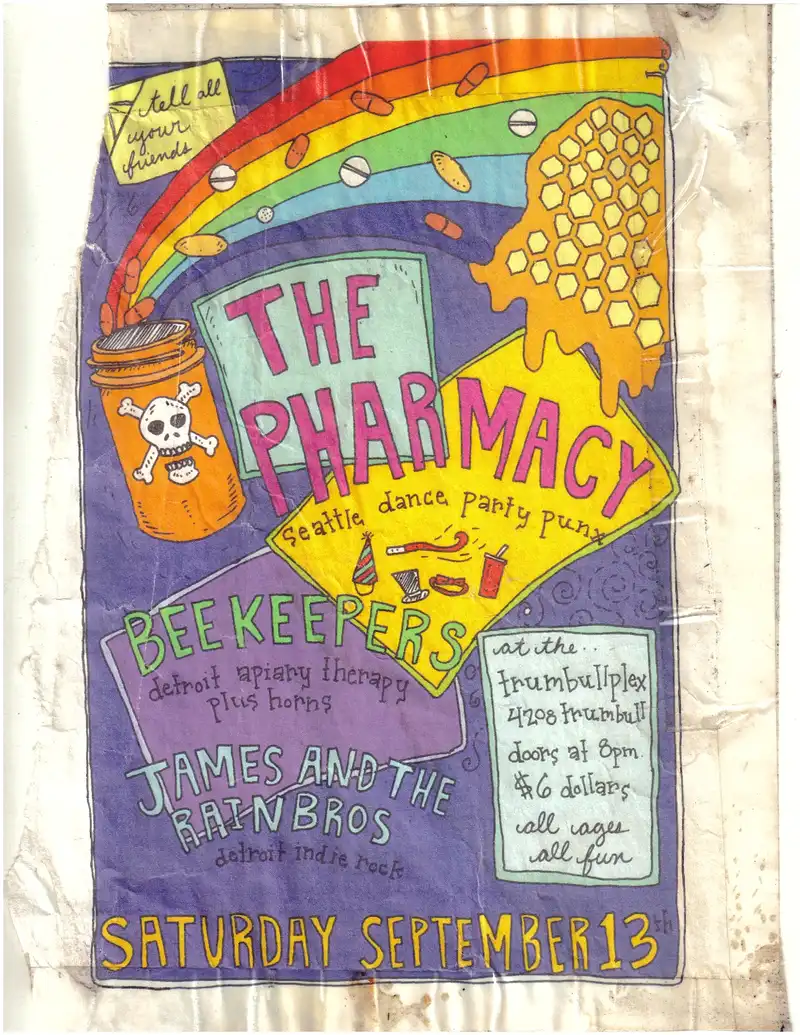 tell all
your
friends
THE
PHARMACY
seattle dance party punx
BEEKEEPERS
detroit apiary therapy
plus horns
JAMES AND THE
RAINBROS
detroit indie rock
at the..
trumbullplex
4208 trumbull
doors at 8pm.
$6 dollars
all ages
all fun
SATURDAY SEPTEMBER 13th